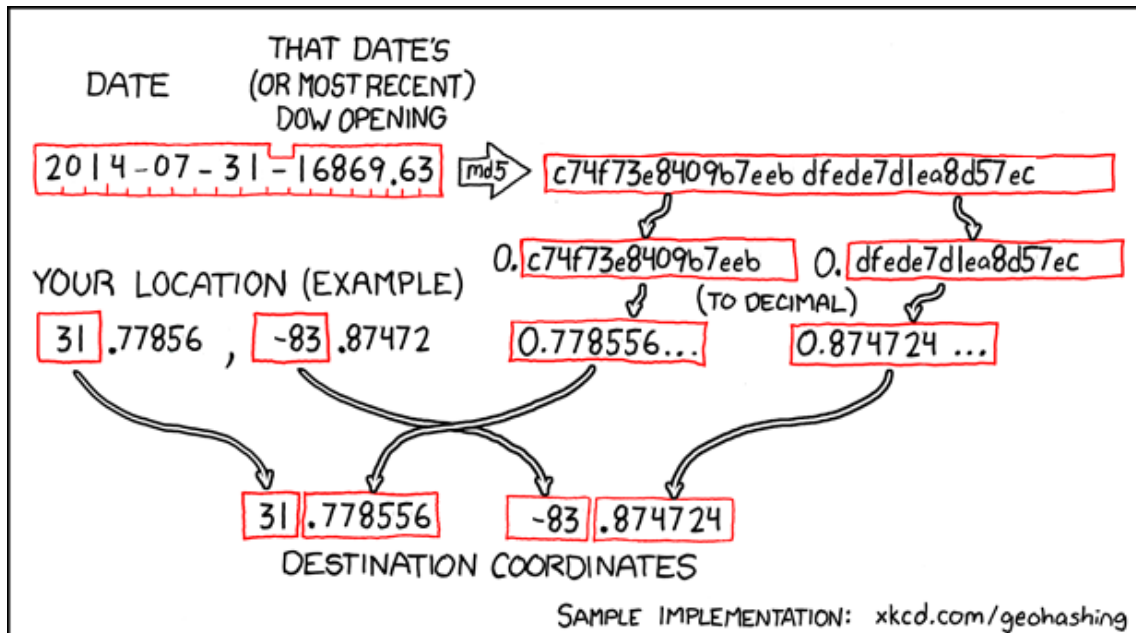 DATE
THAT DATE'S
(OR MOST RECENT)
DOW OPENING
2014-07-31-16869.63
md5
c74f73e8409b7eeb dfede7d1ea8d57ec
0. c74f73e8409b7eeb
0. dfede7d1ea8d57ec
YOUR LOCATION (EXAMPLE)
(TO DECIMAL)
31.77856, -83.87472
0.778556...
0.874724 ...
31 .778556
-83 .874724
DESTINATION COORDINATES
SAMPLE IMPLEMENTATION: xkcd.com/geohashing